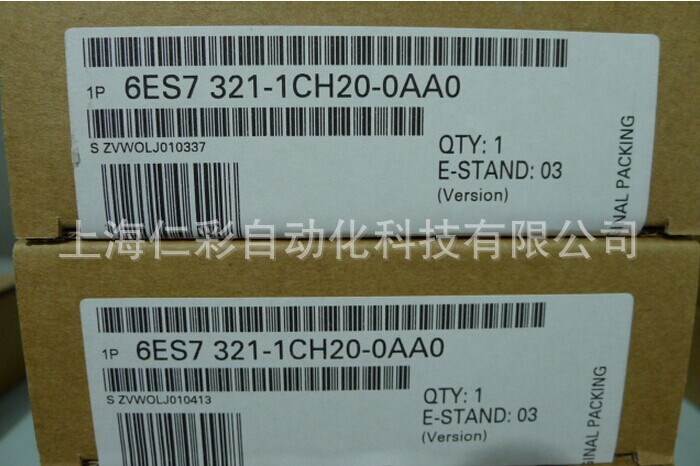 1P 6ES7 321-1CH20-0AA0
S ZVWOLJ010337
QTY: 1
E-STAND: 03
(Version)
NAL PACKING
上海仁彩自动化科技有限公司
1P 6ES7 321-1CH20-0AA0
S ZVWOLJ010413
QTY: 1
E-STAND: 03
(Version)
GINAL PACKING